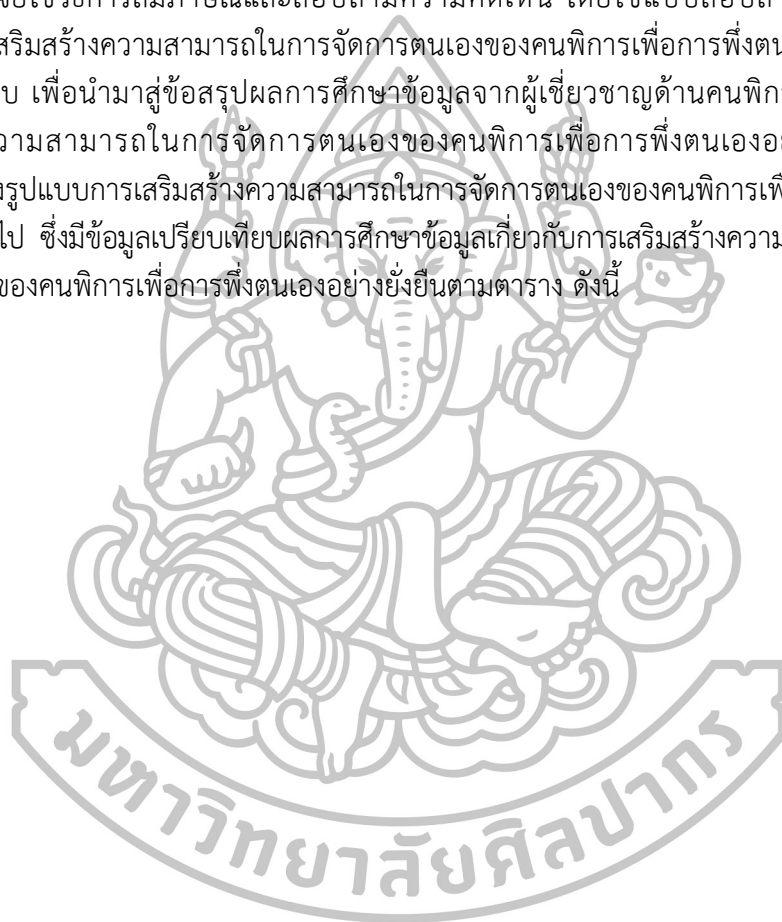 เสริมสร้างความสามารถในการจัดการตนเองของคนพิการเพื่อการพึ่งตน
บ เพื่อนำมาสู่ข้อสรุปผลการศึกษาข้อมูลจากผู้เชี่ยวชาญด้านคนพิก
ความสามารถในการจัดการตนเองของคนพิการเพื่อการพึ่งตนเองอย
งรูปแบบการเสริมสร้างความสามารถในการจัดการตนเองของคนพิการเพื่
ไป ซึ่งมีข้อมูลเปรียบเทียบผลการศึกษาข้อมูลเกี่ยวกับการเสริมสร้างความ
ของคนพิการเพื่อการพึ่งตนเองอย่างยั่งยืนตามตาราง ดังนี้
มหาวิทยาลัยศิลปากร